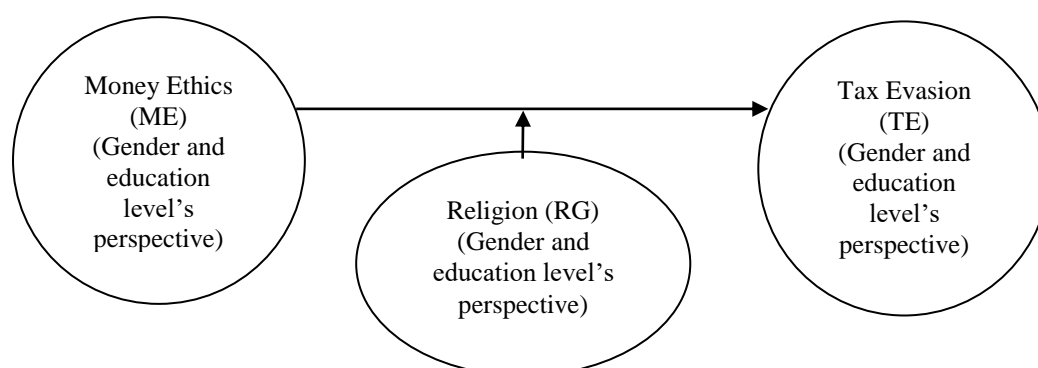 Money Ethics
(ME)
(Gender and
education
level’s
perspective)
Religion (RG)
(Gender and
education level’s
perspective)
Tax Evasion
(TE)
(Gender and
education
level’s
perspective)